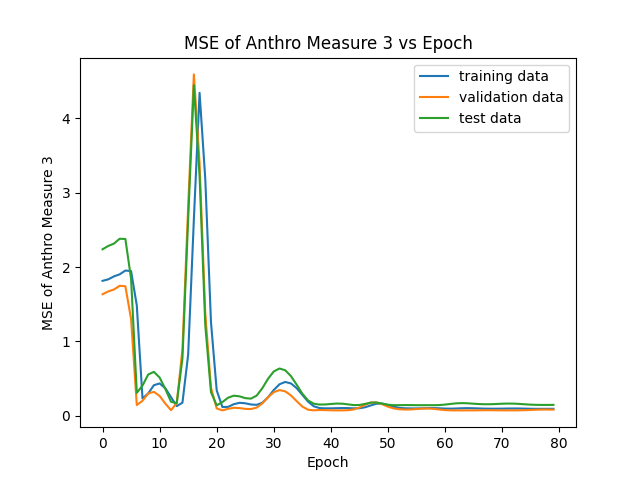 MSE of Anthro Measure 3 vs Epoch
training data
validation data
test data
MSE of Anthro Measure 3
4
3
2
1
0
0 10 20 30 40 50 60 70 80
Epoch